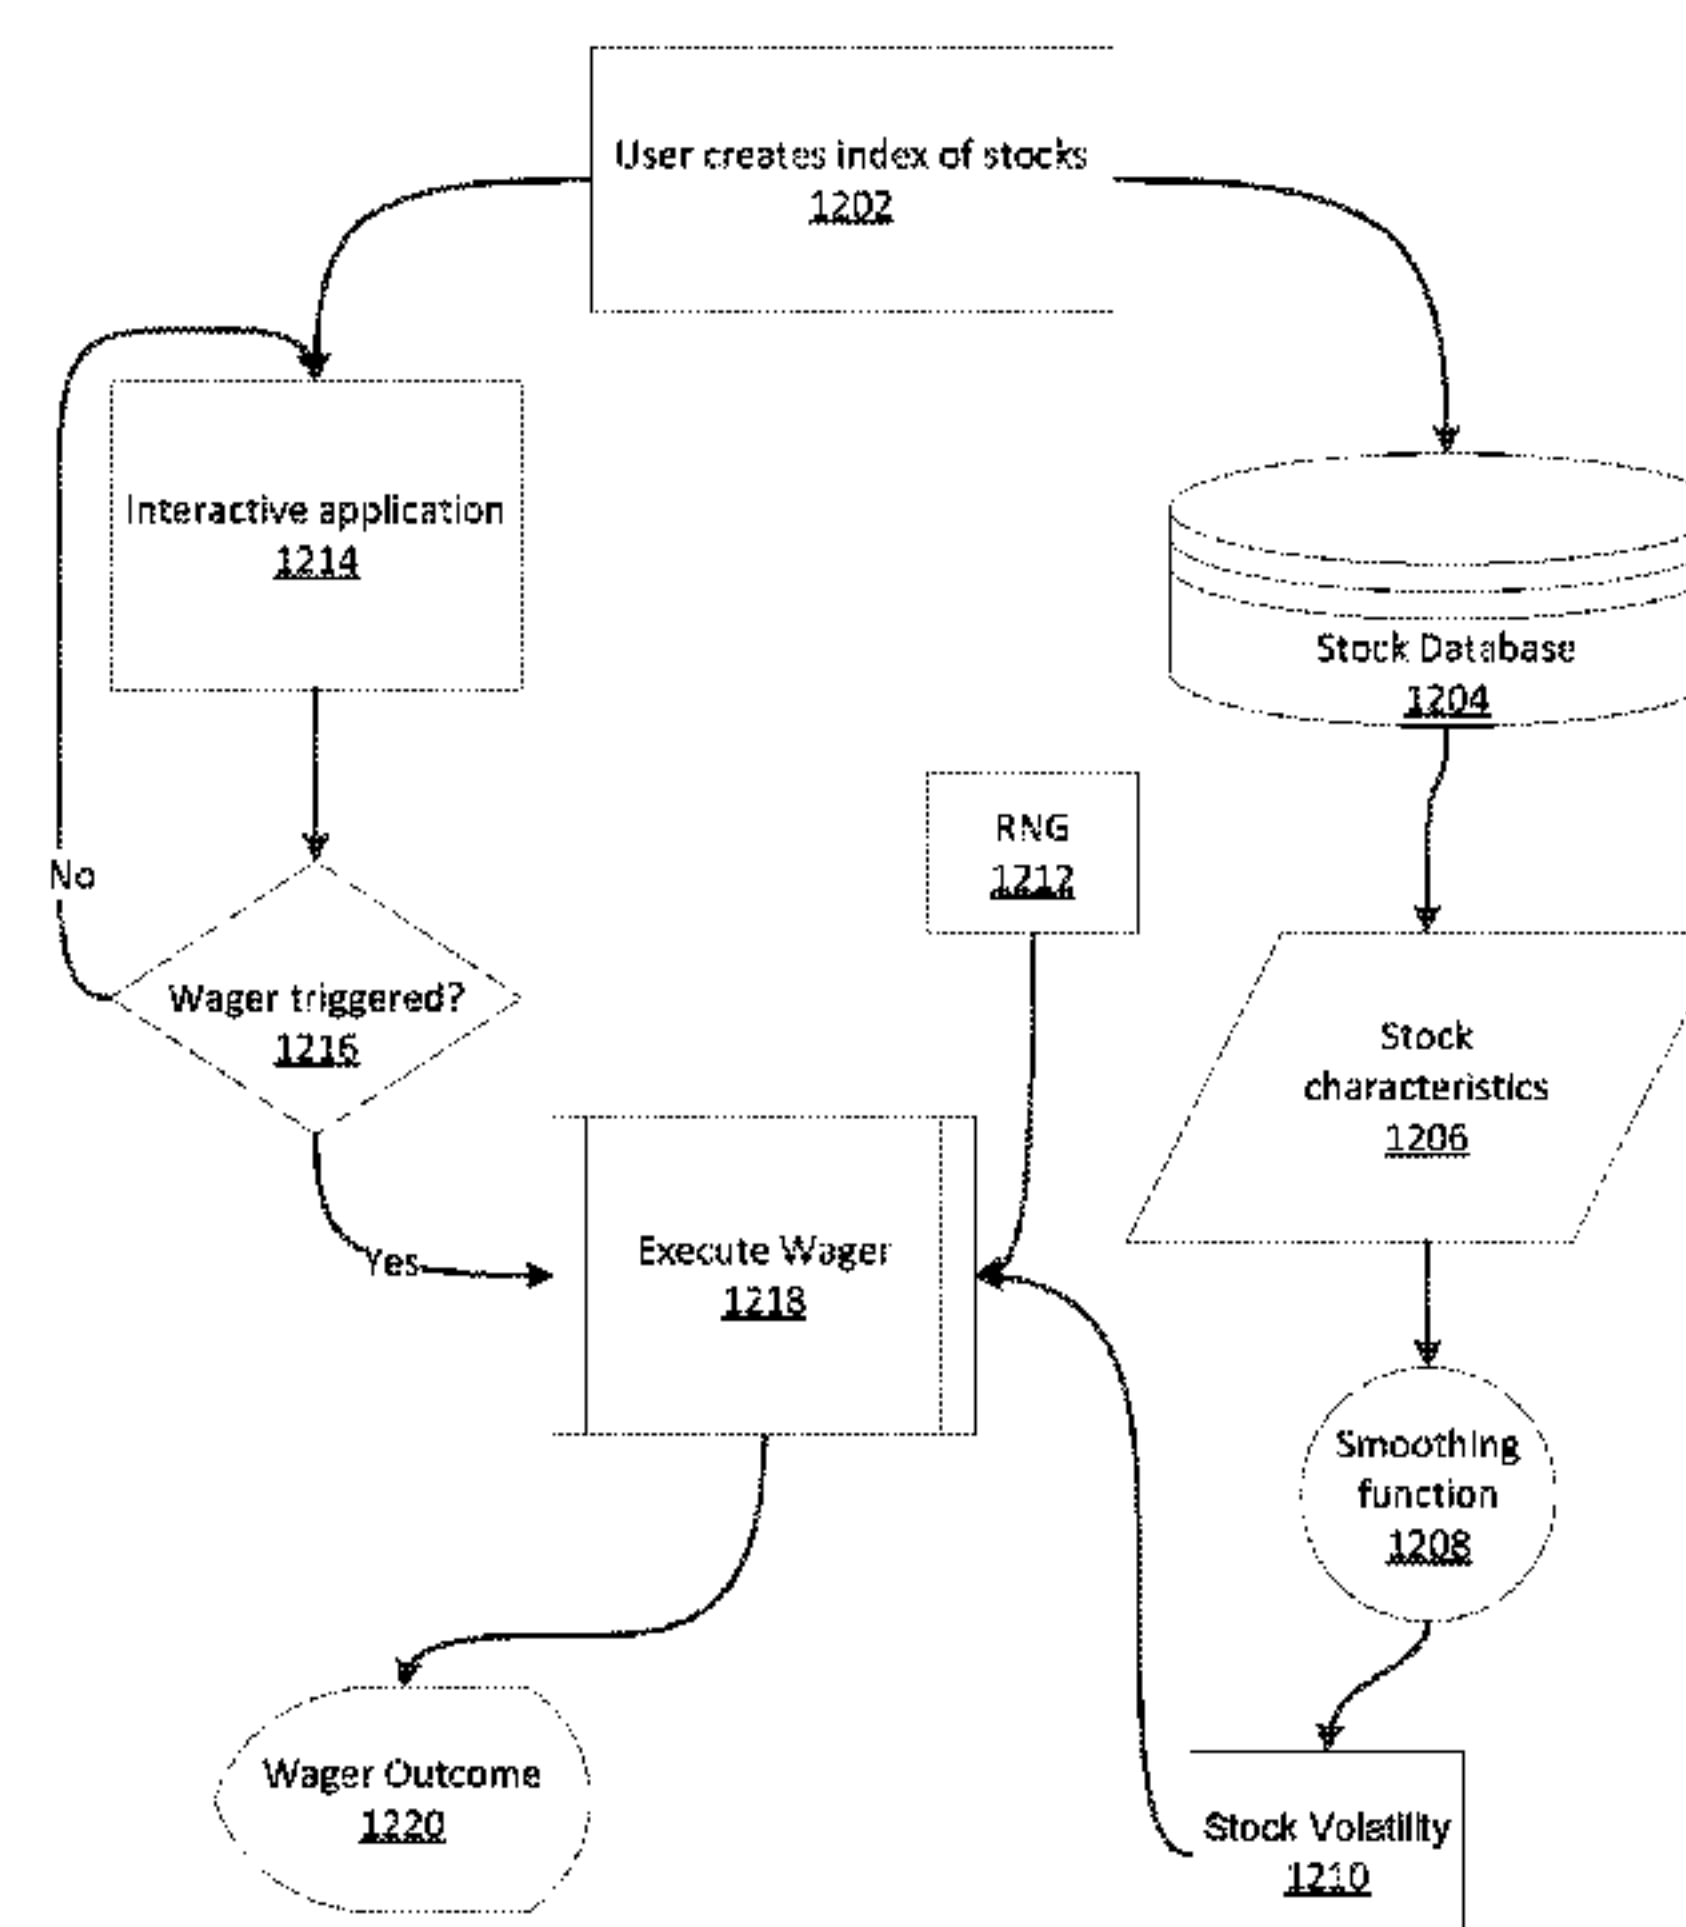 User creates index of stocks
1202
Interactive application
1214
Stock Database
1204
RNG
1212
No
Wager triggered?
1216
Stock
characteristics
1206
Yes
Execute Wager
1218
Smoothing
function
1208
Wager Outcome
1220
Stock Volatility
1210